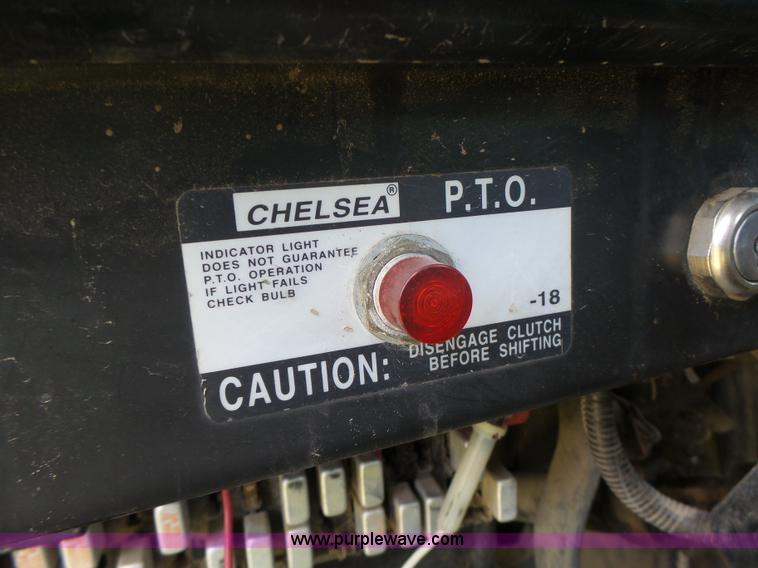 CHELSEA®
P.T.O.
INDICATOR LIGHT
DOES NOT GUARANTEE
P.T.O. OPERATION
IF LIGHT FAILS
CHECK BULB
-18
CAUTION:
DISENGAGE CLUTCH
BEFORE SHIFTING
www.purplewave.com